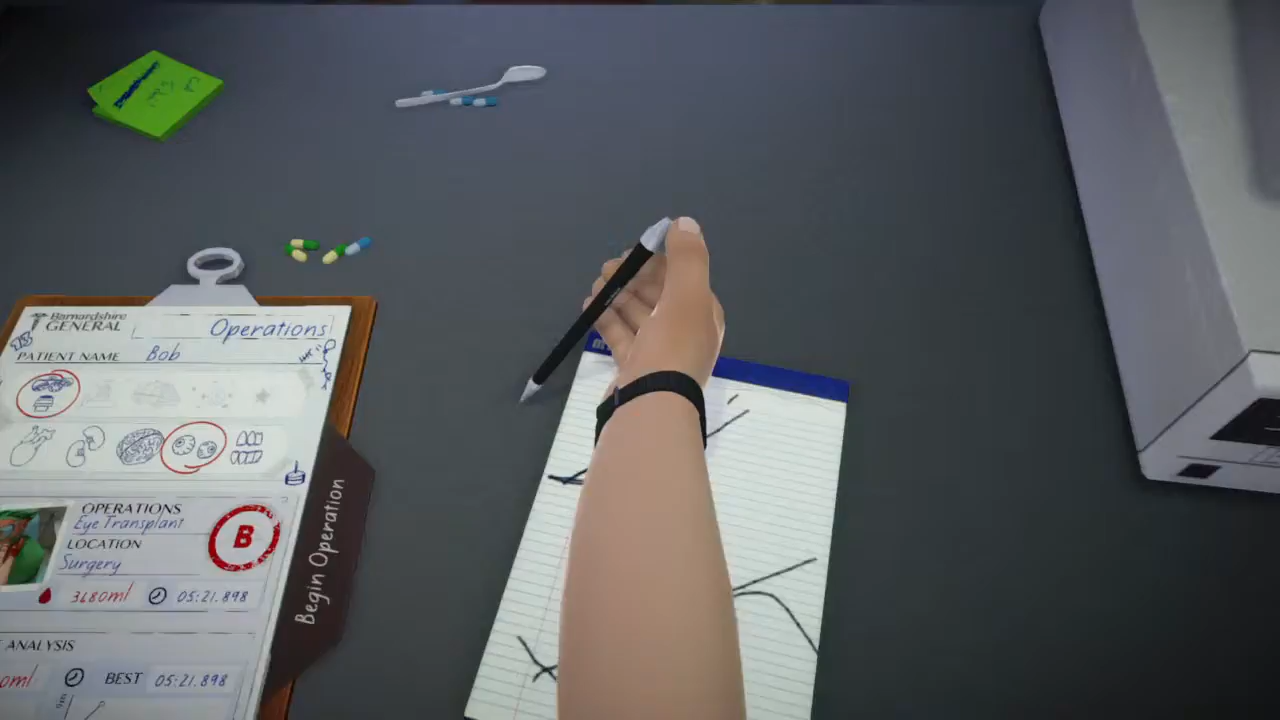 Barnardshire
GENERAL
Operations
PATIENT NAME Bob
OPERATIONS
Eye Transplant
B
LOCATION
Surgery
3680ml 05:21.898
Begin Operation
ANALYSIS
BEST 05:21.898